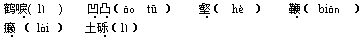 鹤唳( lì )  凹凸(āo tū )  壑( hè )  鞭( biān )
癞( lài )  土砾( lì )